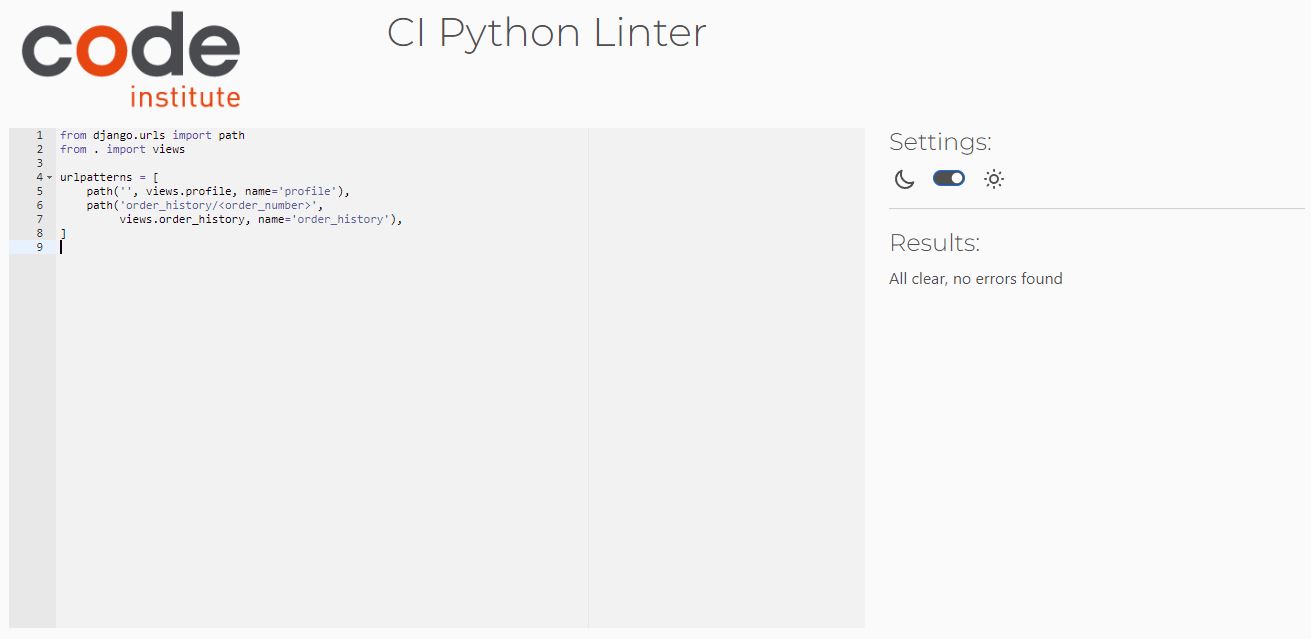 code
institute
CI Python Linter
1 from django.urls import path
2 from . import views
3
4 urlpatterns = [
5     path('', views.profile, name='profile'),
6     path('order_history/<order_number>',
7          views.order_history, name='order_history'),
8 ]
9
Settings:
Results:
All clear, no errors found